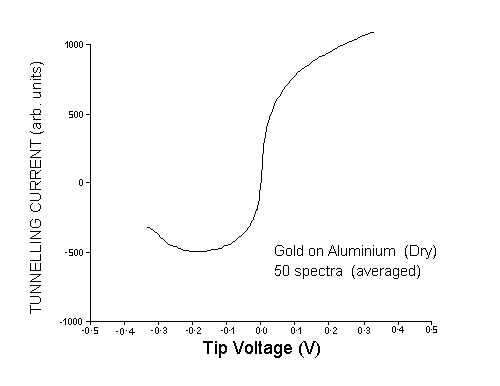 TUNNELLING CURRENT (arb. units)
1000
500
0
-500
-1000
Gold on Aluminium (Dry)
50 spectra (averaged)
-0·5 -0·4 -0·3 -0·2 -0·1 0·0 0·1 0·2 0·3 0·4 0·5
Tip Voltage (V)